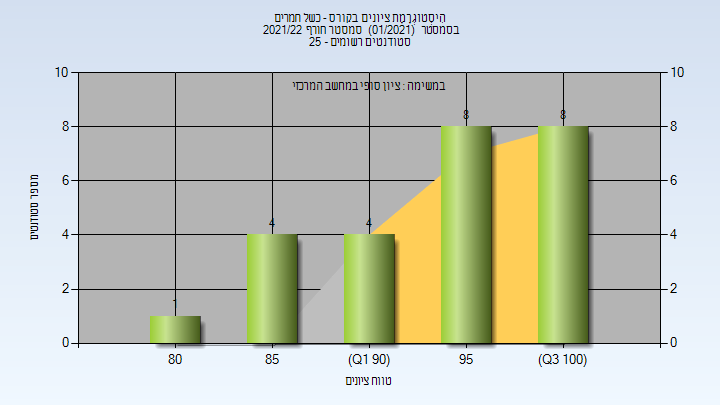 היסטוגרמת ציונים בקורס - כשל חמרים
בסמסטר (01/2021) סמסטר חורף 2021/22
סטודנטים רשומים - 25
במשימה : ציון סופי במחשב המרכזי
10
8
6
4
2
0
10
8
6
4
2
0
1
4
4
8
8
80
85
(Q1 90)
95
(Q3 100)
מספר סטודנטים
טווח ציונים